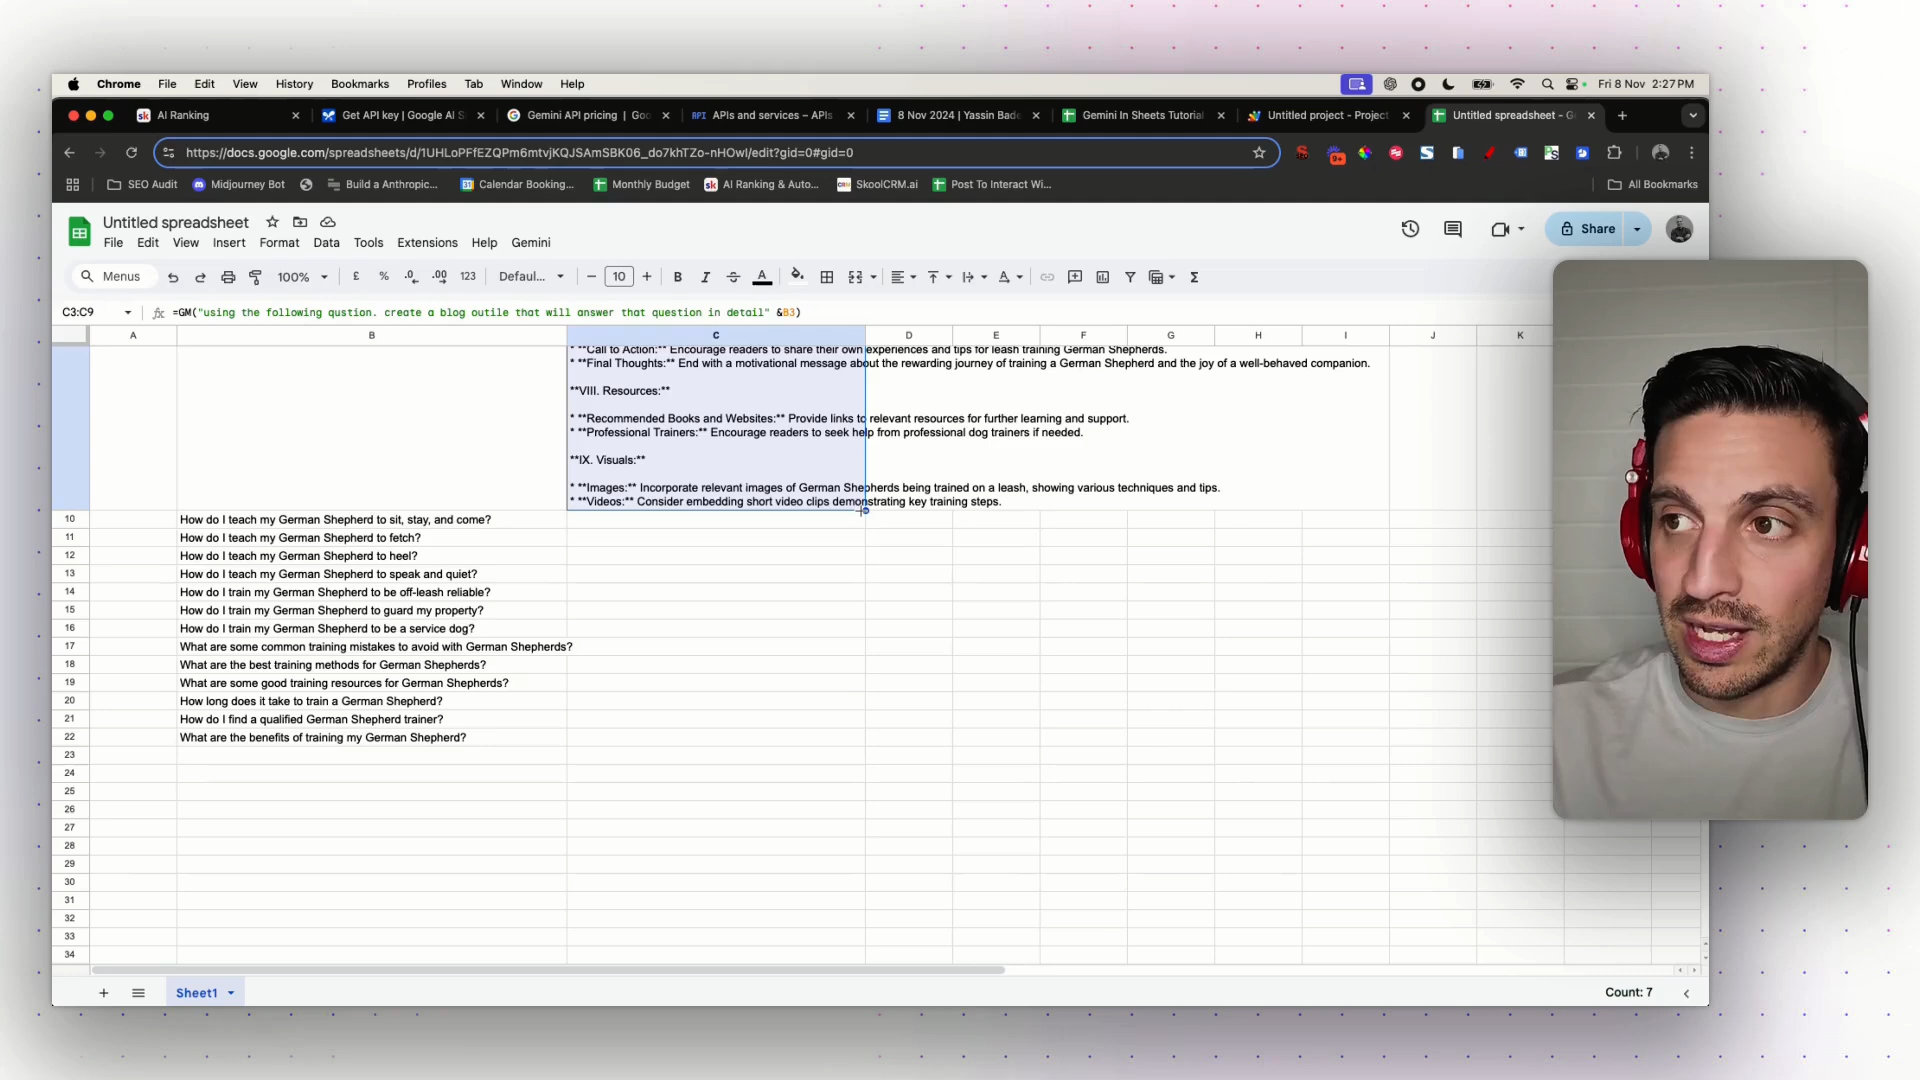 Chrome File Edit View History Bookmarks Profiles Tab Window Help Fri 8 Nov 2:27 PM
AI Ranking Get API key | Google AI S Gemini API pricing | Goo API APIs and services – APIs 8 Nov 2024 | Yassin Bade Gemini In Sheets Tutorial Untitled project - Project Untitled spreadsheet - G
https://docs.google.com/spreadsheets/d/1UHLoPFfEZQPm6mtvjKQJSAmSBK06_do7khTZo-nHOwI/edit?gid=0#gid=0 9+
SEO Audit Midjourney Bot Build a Anthropic... Calendar Booking... Monthly Budget AI Ranking & Auto... SkoolCRM.ai Post To Interact Wi... All Bookmarks
Untitled spreadsheet
File Edit View Insert Format Data Tools Extensions Help Gemini Share
Menus 100% £ % .0 .00 123 Defaul... 10 B I A
C3:C9 fx =GM("using the following qustion. create a blog outile that will answer that question in detail" &B3)
A B C D E F G H I J K
* **Call to Action:** Encourage readers to share their own experiences and tips for leash training German Shepherds.
* **Final Thoughts:** End with a motivational message about the rewarding journey of training a German Shepherd and the joy of a well-behaved companion.
**VIII. Resources:**
* **Recommended Books and Websites:** Provide links to relevant resources for further learning and support.
* **Professional Trainers:** Encourage readers to seek help from professional dog trainers if needed.
**IX. Visuals:**
* **Images:** Incorporate relevant images of German Shepherds being trained on a leash, showing various techniques and tips.
* **Videos:** Consider embedding short video clips demonstrating key training steps.
10 How do I teach my German Shepherd to sit, stay, and come?
11 How do I teach my German Shepherd to fetch?
12 How do I teach my German Shepherd to heel?
13 How do I teach my German Shepherd to speak and quiet?
14 How do I train my German Shepherd to be off-leash reliable?
15 How do I train my German Shepherd to guard my property?
16 How do I train my German Shepherd to be a service dog?
17 What are some common training mistakes to avoid with German Shepherds?
18 What are the best training methods for German Shepherds?
19 What are some good training resources for German Shepherds?
20 How long does it take to train a German Shepherd?
21 How do I find a qualified German Shepherd trainer?
22 What are the benefits of training my German Shepherd?
23
24
25
26
27
28
29
30
31
32
33
34
Sheet1 Count: 7